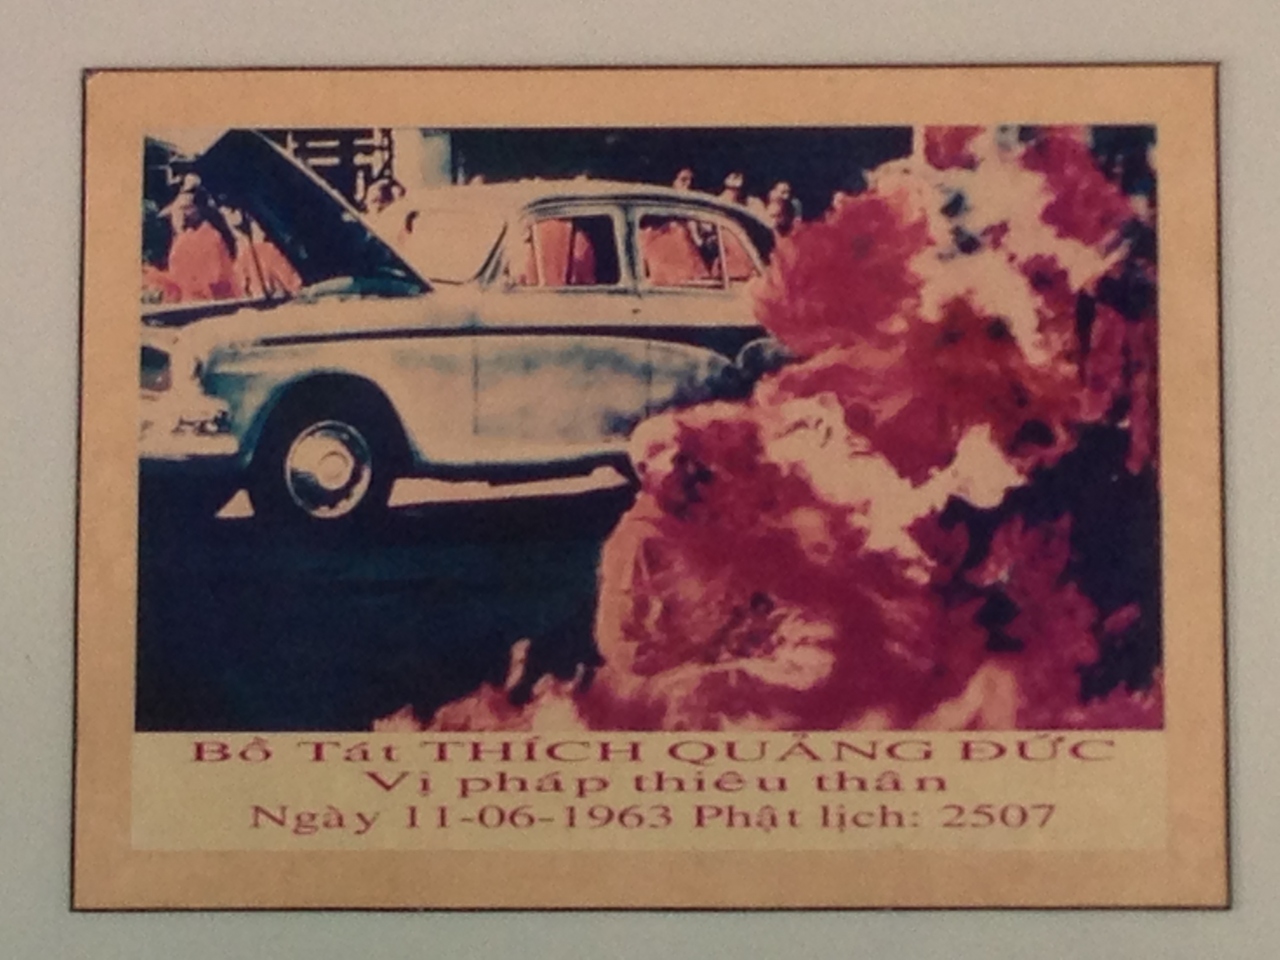 Bồ Tát THÍCH QUẢNG ĐỨC
Vị pháp thiêu thân
Ngày 11-06-1963 Phật lịch: 2507